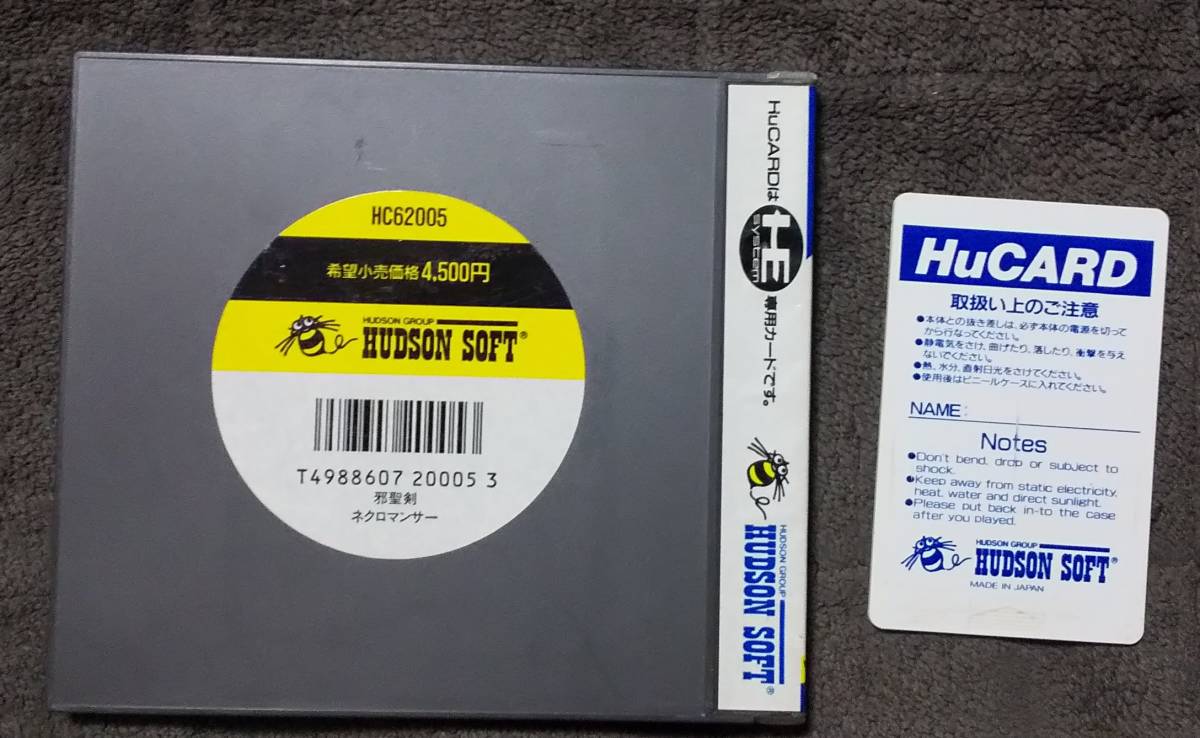 HC62005
希望小売価格4,500円
HUDSON GROUP
HUDSON SOFT®
T4988607 20005 3
邪聖剣
ネクロマンサー
HuCARDは
HE
system
専用カードです。
HUDSON GROUP
HUDSON SOFT®
HuCARD
取扱い上のご注意
●本体との抜き差しは、必ず本体の電源を切って
から行なってください。
●静電気をさけ、曲げたり、落したり、衝撃を与え
ないでください。
●熱、水分、直射日光をさけてください。
●使用後はビニールケースに入れてください。
NAME:
Notes
●Don't bend, drop or subject to
shock.
●Keep away from static electricity,
heat, water and direct sunlight.
●Please put back in-to the case
after you played.
HUDSON GROUP
HUDSON SOFT®
MADE IN JAPAN